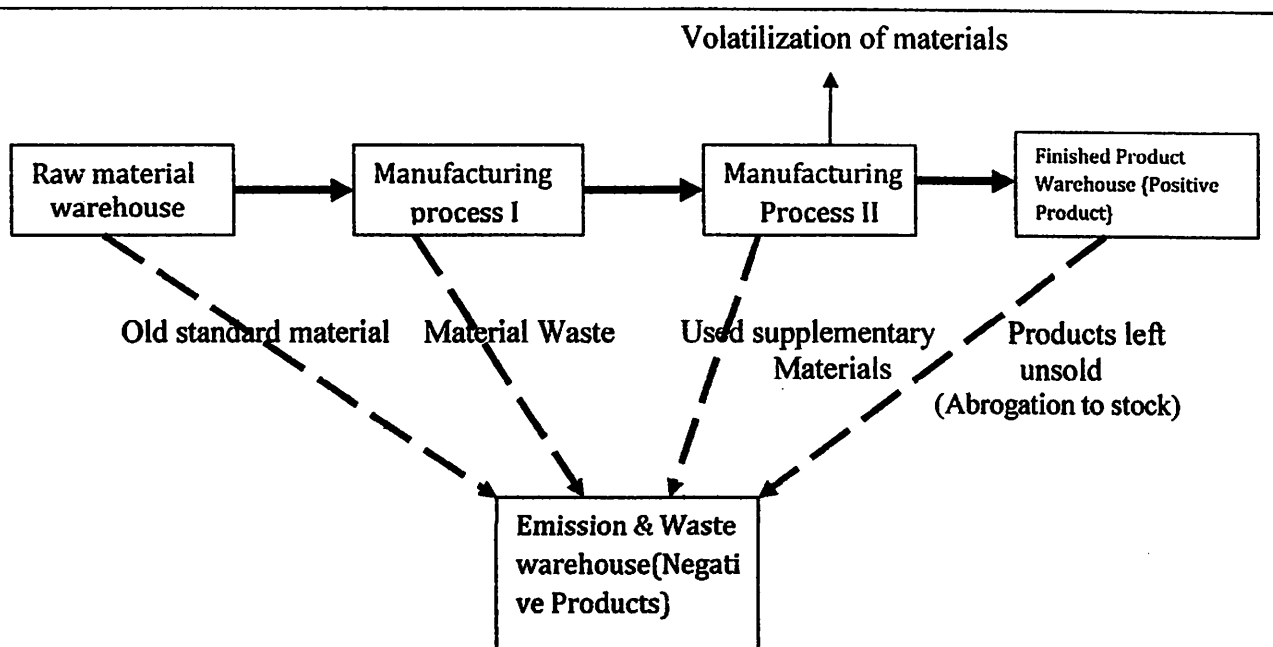 Volatilization of materials
Raw material
warehouse
Manufacturing
process I
Manufacturing
Process II
Finished Product
Warehouse {Positive
Product}
Old standard material
Material Waste
Used supplementary
Materials
Products left
unsold
(Abrogation to stock)
Emission & Waste
warehouse(Negati
ve Products}